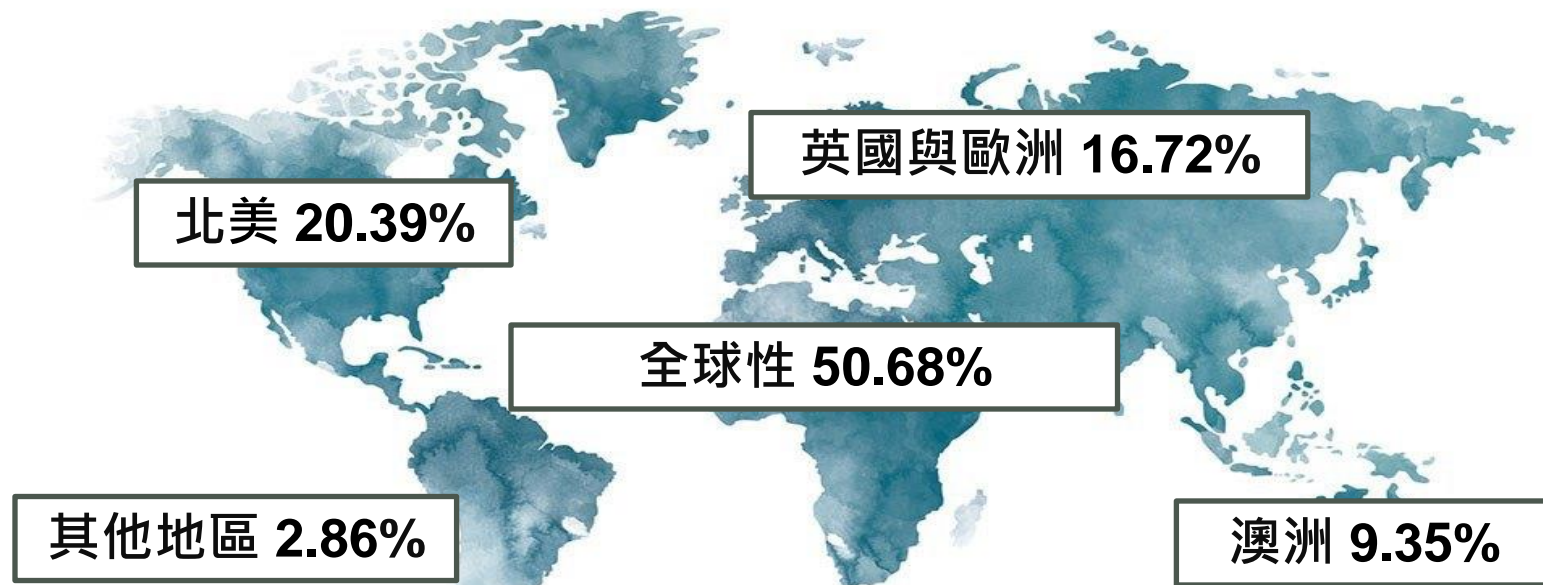 英國與歐洲 16.72%
北美 20.39%
全球性 50.68%
其他地區 2.86%
澳洲 9.35%